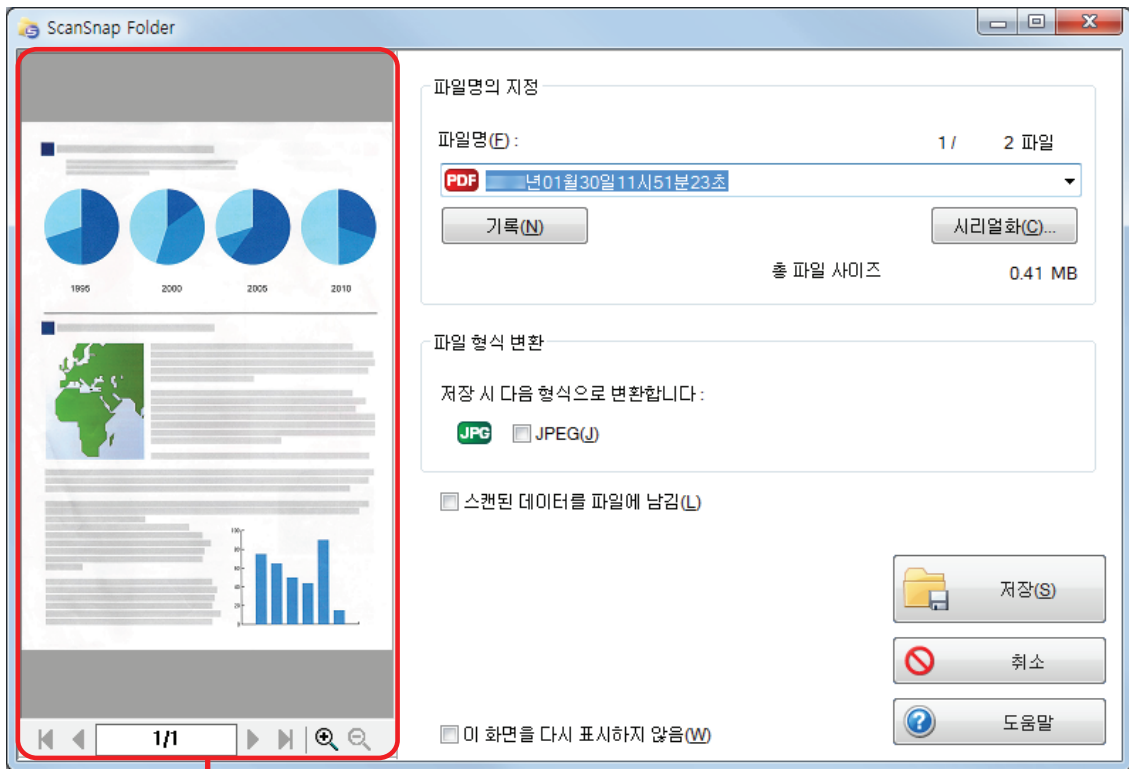 ScanSnap Folder
1995 2000 2005 2010
1/1
파일명의 지정
파일명(F) : 1 / 2 파일
PDF 년01월30일11시51분23초
기록(N) 시리얼화(C)...
총 파일 사이즈 0.41 MB
파일 형식 변환
저장 시 다음 형식으로 변환합니다 :
JPG JPEG(J)
스캔된 데이터를 파일에 남김(L)
저장(S)
취소
도움말
이 화면을 다시 표시하지 않음(W)